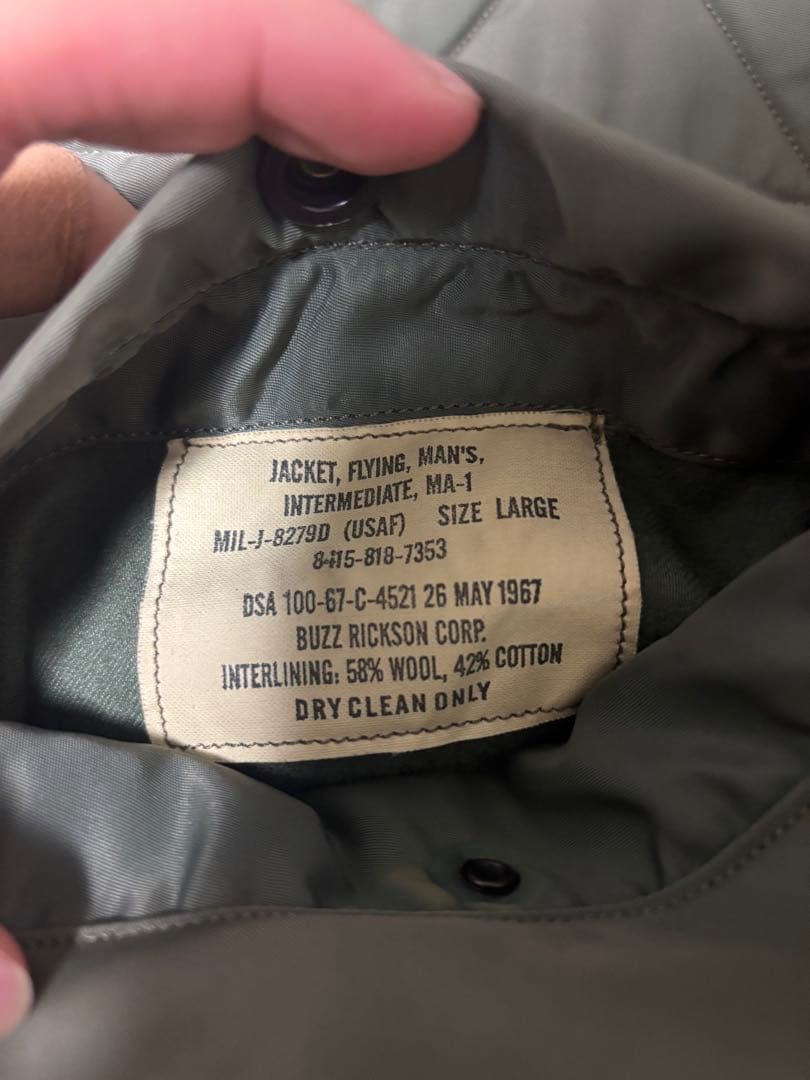 JACKET, FLYING, MAN'S,
INTERMEDIATE, MA-1
MIL-J-8279D (USAF) SIZE LARGE
8415-818-7353
DSA 100-67-C-4521 26 MAY 1967
BUZZ RICKSON CORP.
INTERLINING: 58% WOOL, 42% COTTON
DRY CLEAN ONLY